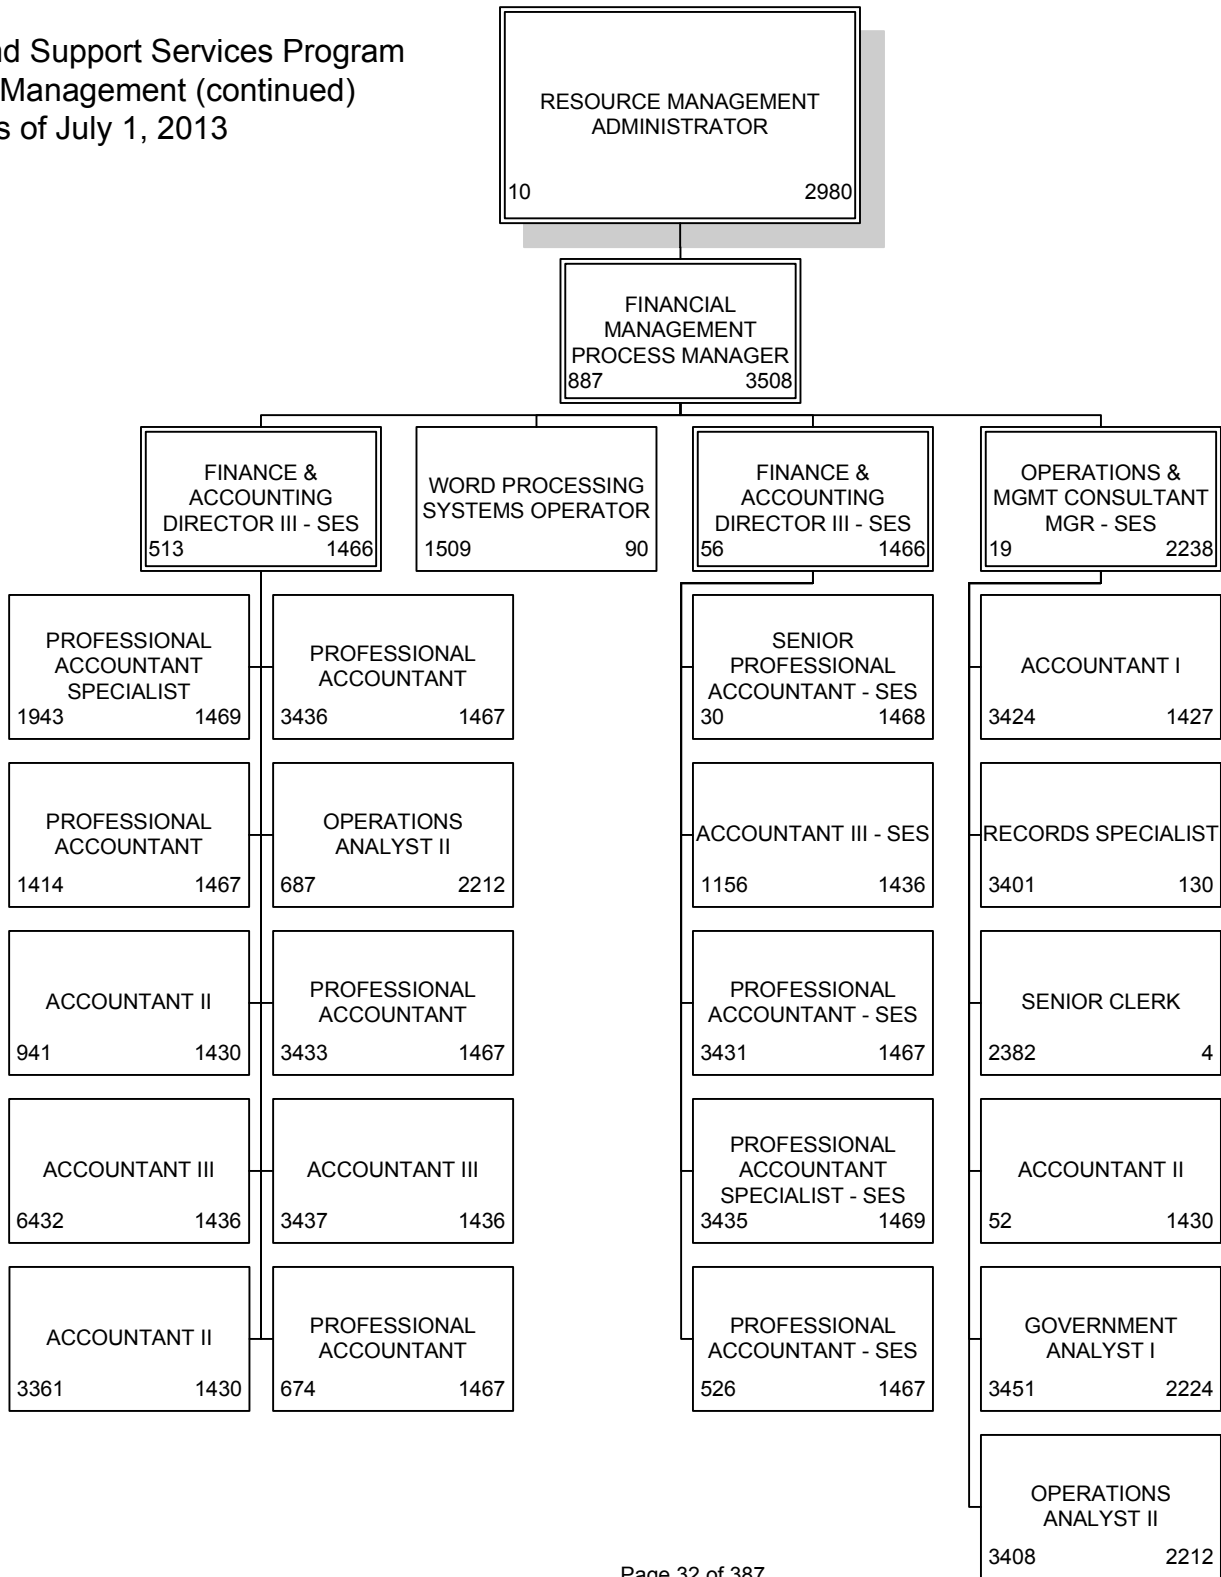 nd Support Services Program
Management (continued)
s of July 1, 2013
RESOURCE MANAGEMENT
ADMINISTRATOR
10 2980
FINANCIAL
MANAGEMENT
PROCESS MANAGER
887 3508
FINANCE &
ACCOUNTING
DIRECTOR III - SES
513 1466
WORD PROCESSING
SYSTEMS OPERATOR
1509 90
FINANCE &
ACCOUNTING
DIRECTOR III - SES
56 1466
OPERATIONS &
MGMT CONSULTANT
MGR - SES
19 2238
PROFESSIONAL
ACCOUNTANT
SPECIALIST
1943 1469
PROFESSIONAL
ACCOUNTANT
3436 1467
SENIOR
PROFESSIONAL
ACCOUNTANT - SES
30 1468
ACCOUNTANT I
3424 1427
PROFESSIONAL
ACCOUNTANT
1414 1467
OPERATIONS
ANALYST II
687 2212
ACCOUNTANT III - SES
1156 1436
RECORDS SPECIALIST
3401 130
ACCOUNTANT II
941 1430
PROFESSIONAL
ACCOUNTANT
3433 1467
PROFESSIONAL
ACCOUNTANT - SES
3431 1467
SENIOR CLERK
2382 4
ACCOUNTANT III
6432 1436
ACCOUNTANT III
3437 1436
PROFESSIONAL
ACCOUNTANT
SPECIALIST - SES
3435 1469
ACCOUNTANT II
52 1430
ACCOUNTANT II
3361 1430
PROFESSIONAL
ACCOUNTANT
674 1467
PROFESSIONAL
ACCOUNTANT - SES
526 1467
GOVERNMENT
ANALYST I
3451 2224
OPERATIONS
ANALYST II
3408 2212
Page 32 of 387